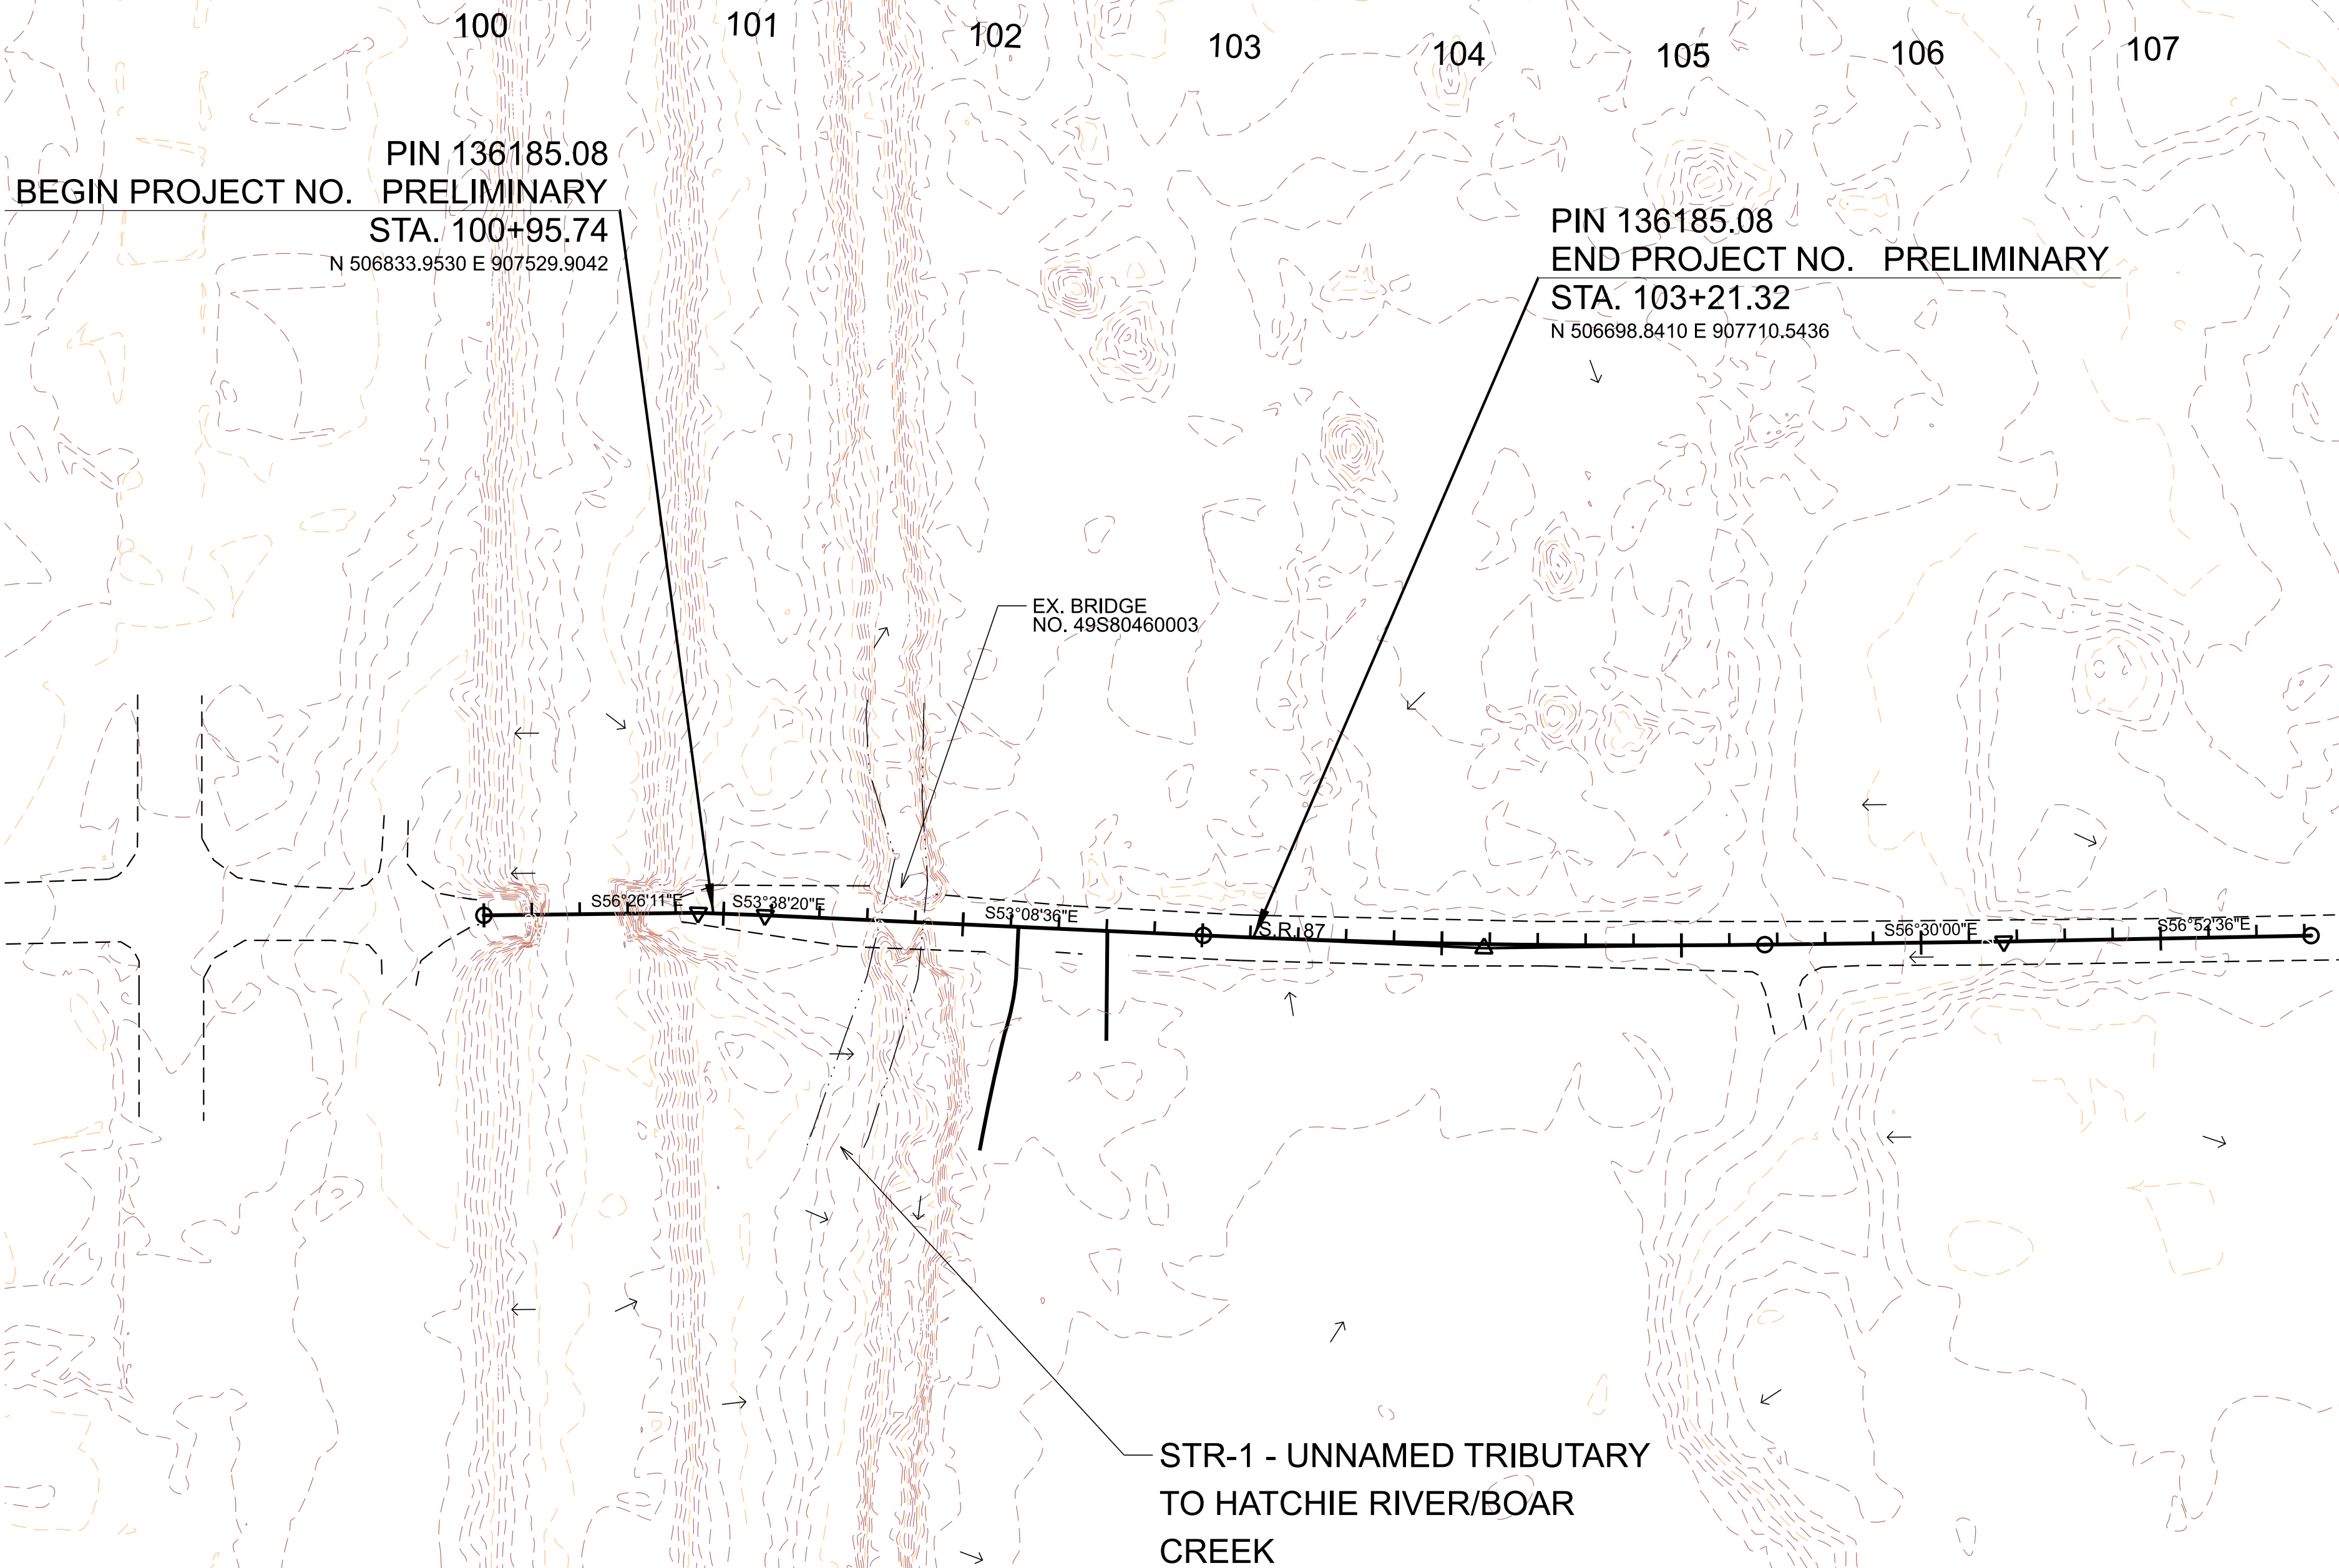 100
101
102
103
104
105
106
107
PIN 136185.08
BEGIN PROJECT NO. PRELIMINARY
STA. 100+95.74
N 506833.9530 E 907529.9042
PIN 136185.08
END PROJECT NO. PRELIMINARY
STA. 103+21.32
N 506698.8410 E 907710.5436
EX. BRIDGE
NO. 49S80460003
S56°26'11"E
S53°38'20"E
S53°08'36"E
S.R. 87
S56°30'00"E
S56°52'36"E
STR-1 - UNNAMED TRIBUTARY
TO HATCHIE RIVER/BOAR
CREEK